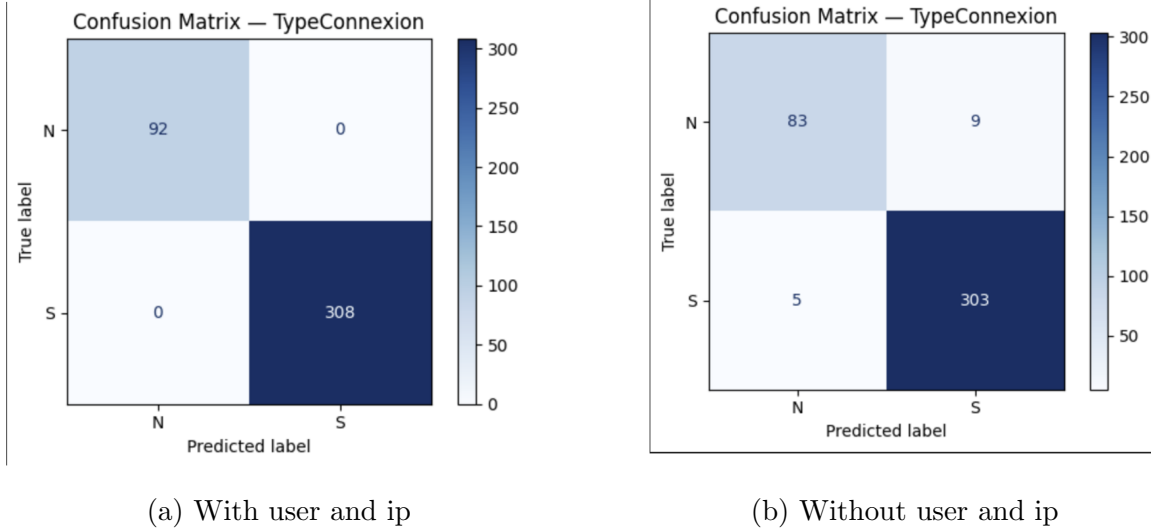 Confusion Matrix — TypeConnexion
300
250
200
150
100
50
0
N
92
0
S
0
308
N
S
True label
Predicted label
(a) With user and ip
Confusion Matrix — TypeConnexion
300
250
200
150
100
50
N
83
9
S
5
303
N
S
True label
Predicted label
(b) Without user and ip